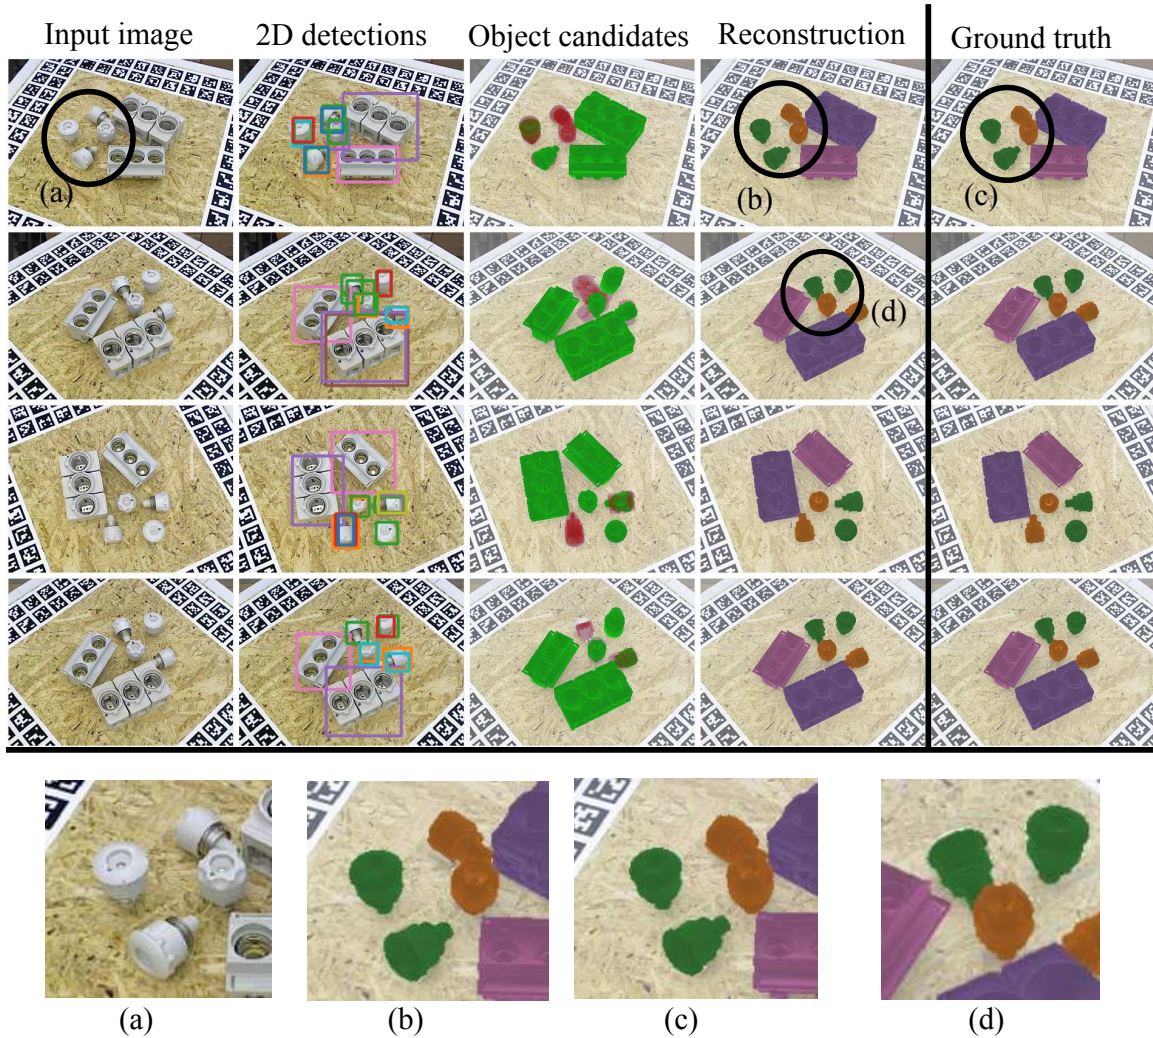 Input image
2D detections
Object candidates
Reconstruction
Ground truth
(a)
(b)
(c)
(d)
(a)
(b)
(c)
(d)